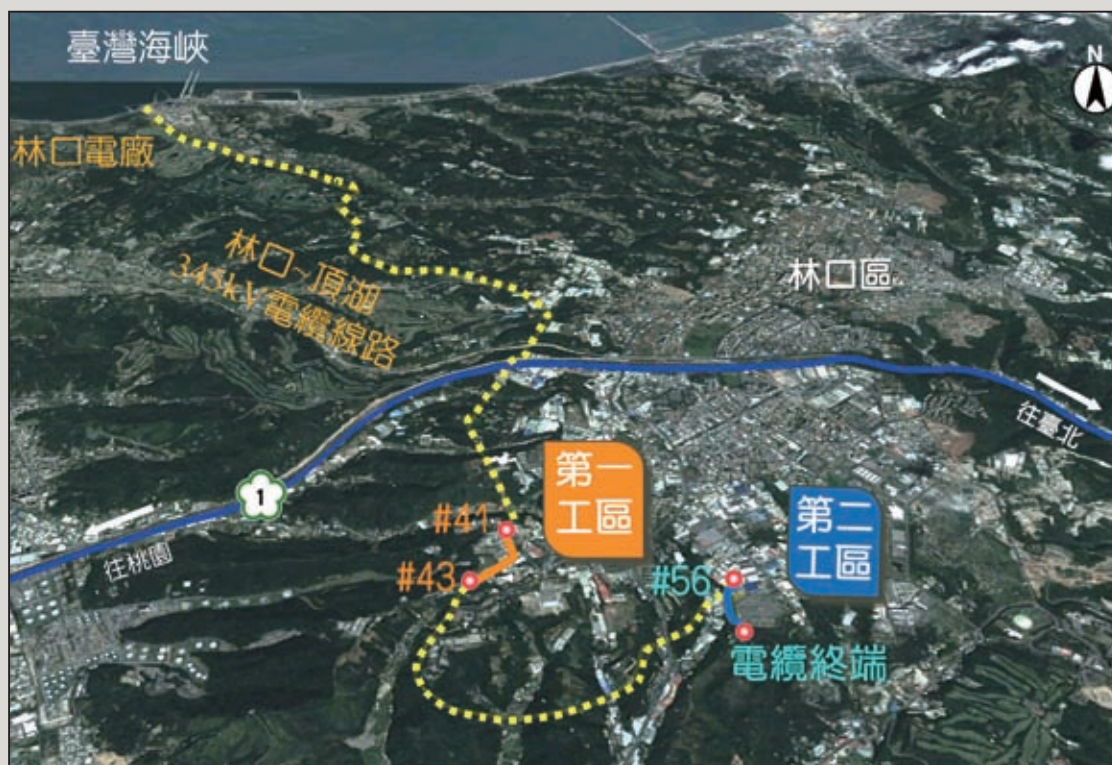 臺灣海峽
N
林口電廠
林口~頂湖
345kV電纜線路
林口區
往臺北
第一
工區
1
#41
第二
工區
往桃園
#43
#56
電纜終端